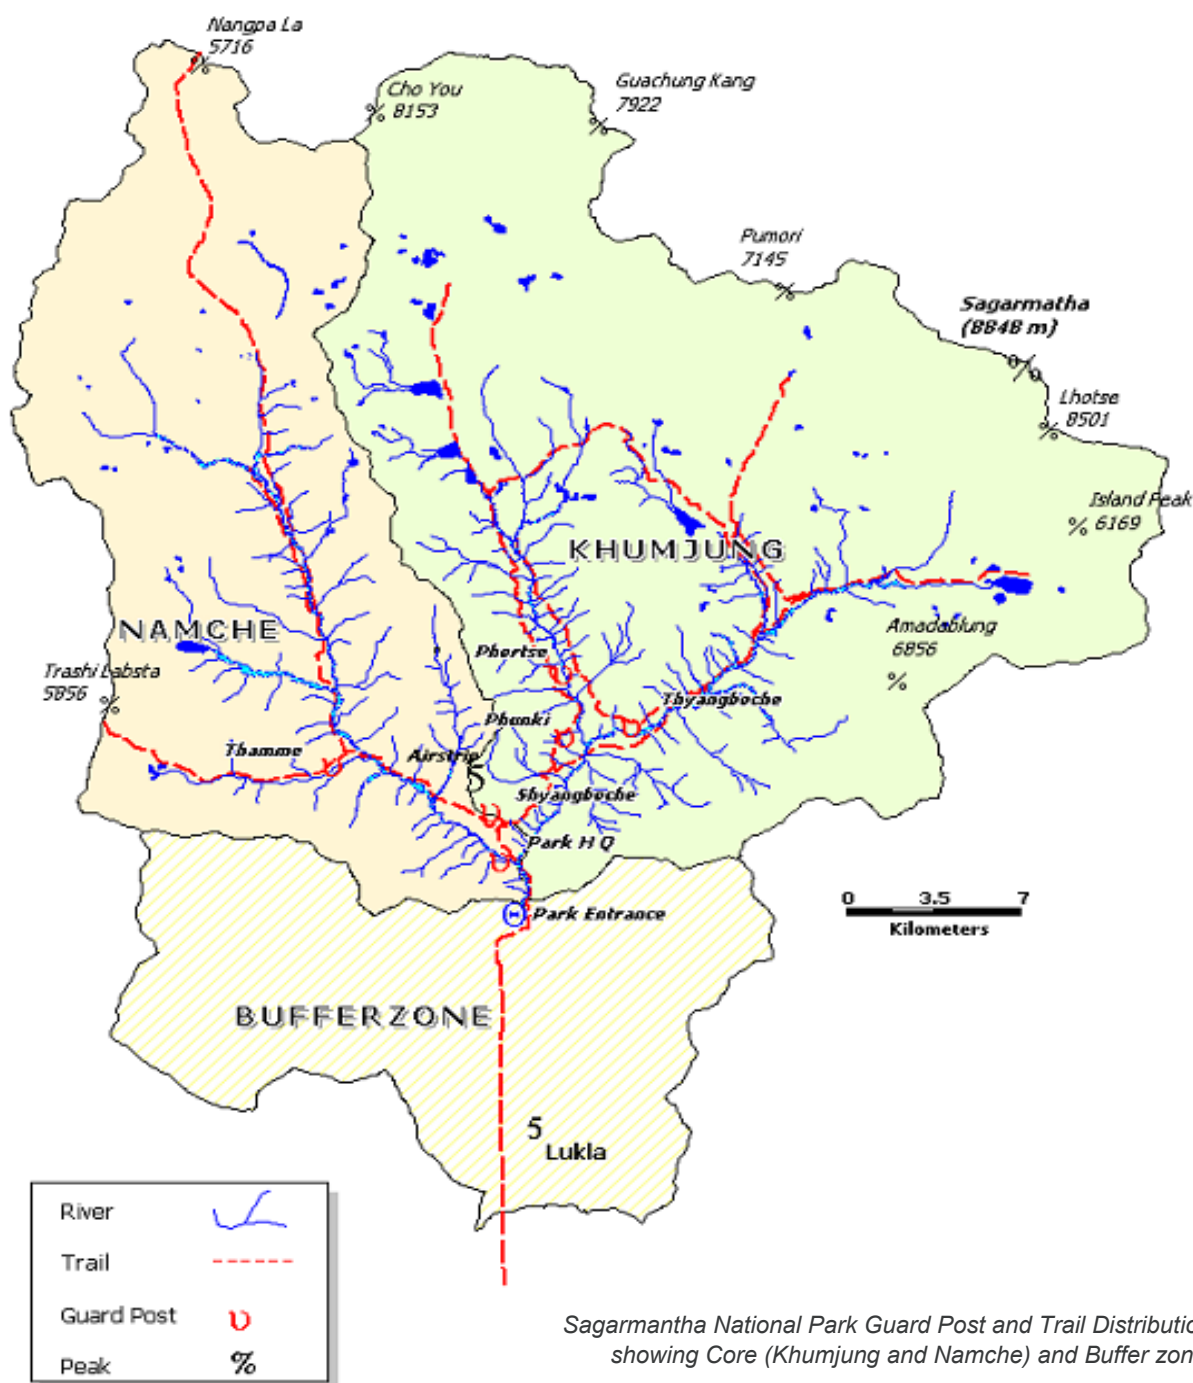 Nangpa La
5716
Cho You
8153
Guachung Kang
7922
Pumori
7145
Sagarmatha
(8848 m)
Lhotse
8501
Island Peak
6169
KHUMJUNG
NAMCHE
Amadablung
6856
Phortse
Trashi Labsta
5856
Thyangboche
Phunki
Thamme
Airstrip
5
Shyangboche
Park H Q
0 3.5 7
Kilometers
Park Entrance
BUFFERZONE
5
Lukla
River
Trail
Guard Post
Peak %
Sagarmantha National Park Guard Post and Trail Distributio
showing Core (Khumjung and Namche) and Buffer zon